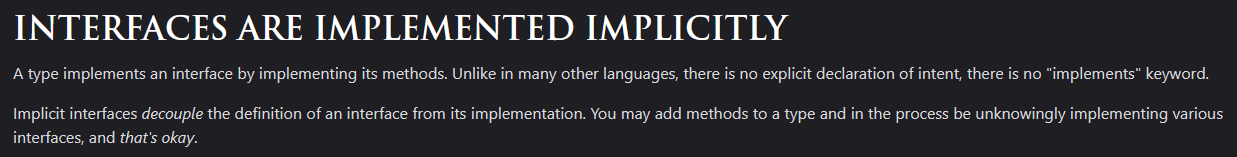 INTERFACES ARE IMPLEMENTED IMPLICITLY
A type implements an interface by implementing its methods. Unlike in many other languages, there is no explicit declaration of intent, there is no "implements" keyword.
Implicit interfaces decouple the definition of an interface from its implementation. You may add methods to a type and in the process be unknowingly implementing various
interfaces, and that's okay.